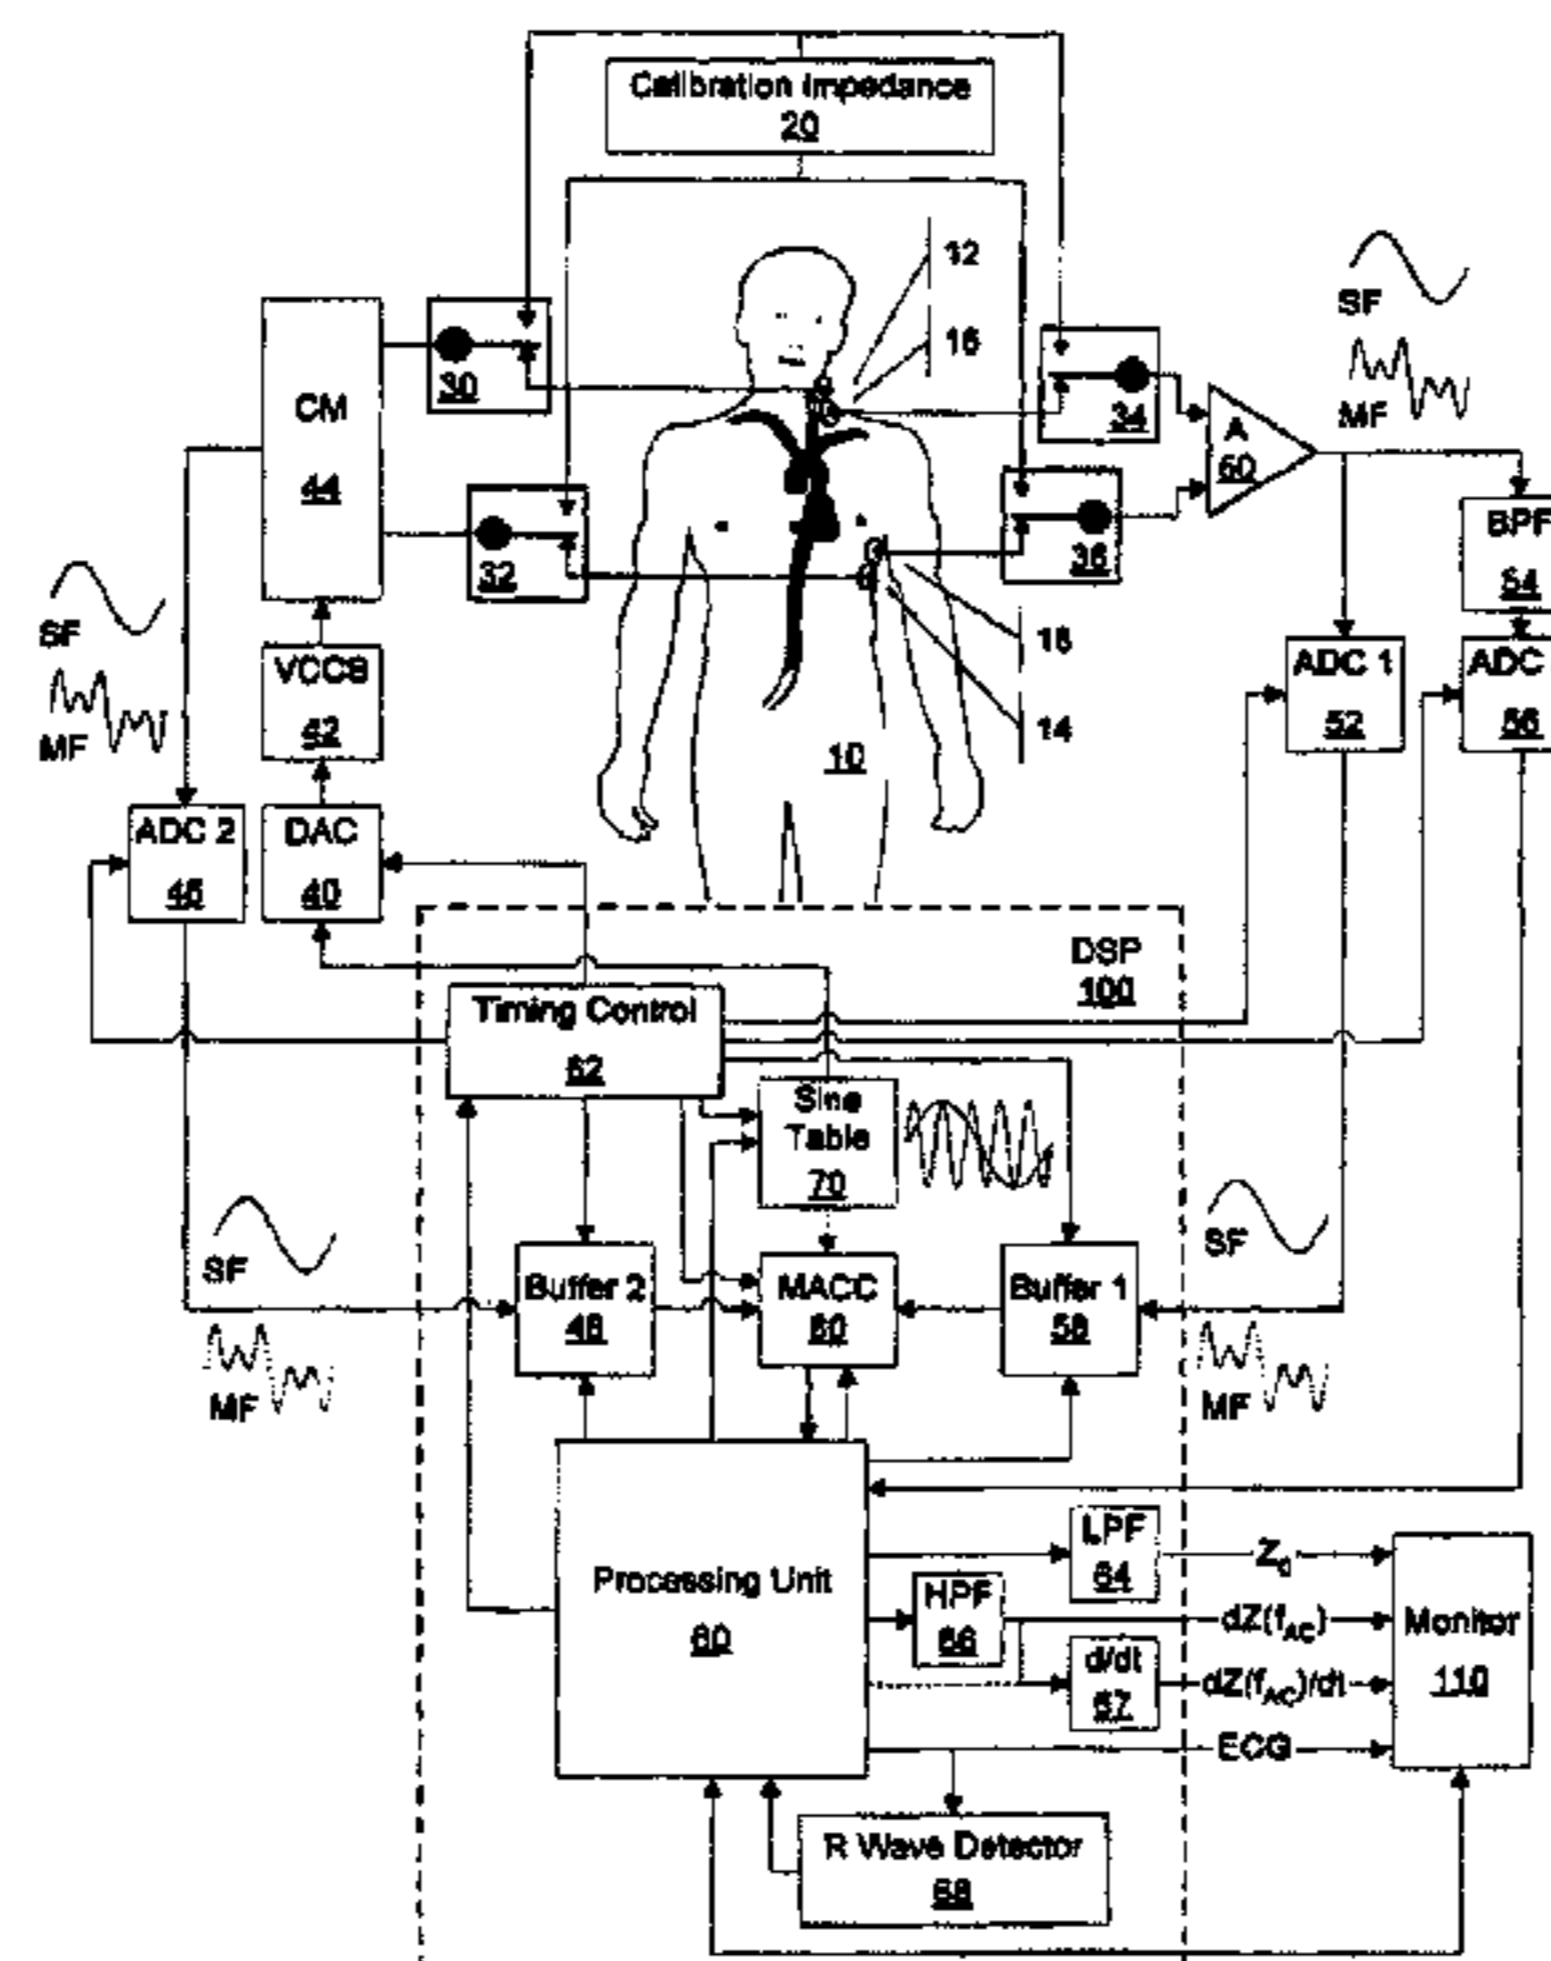 Calibration Impedance
20
12
16
SF
MF
30
34
CM
44
A
50
BPF
54
32
36
SF
MF
VCCS
42
18
14
10
ADC 1
52
ADC
56
ADC 2
46
DAC
40
DSP
100
Timing Control
62
Sine
Table
70
SF
MF
Buffer 2
48
MACC
80
Buffer 1
58
SF
MF
Processing Unit
60
LPF
64
Z0
HPF
66
dZ(fAC)
Monitor
110
d/dt
67
dZ(fAC)/dt
ECG
R Wave Detector
68